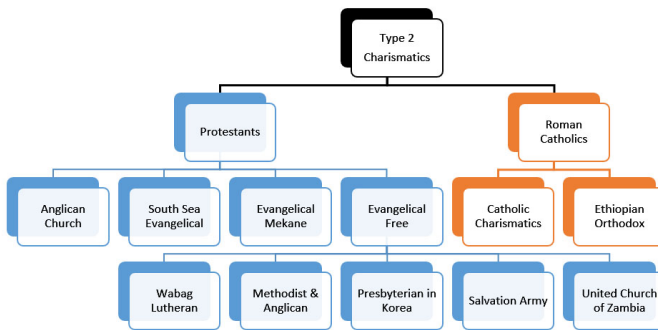 Type 2
Charismatics
Protestants
Roman
Catholics
Anglican
Church
South Sea
Evangelical
Evangelical
Mekane
Evangelical
Free
Catholic
Charismatics
Ethiopian
Orthodox
Wabag
Lutheran
Methodist &
Anglican
Presbyterian in
Korea
Salvation Army
United Church
of Zambia